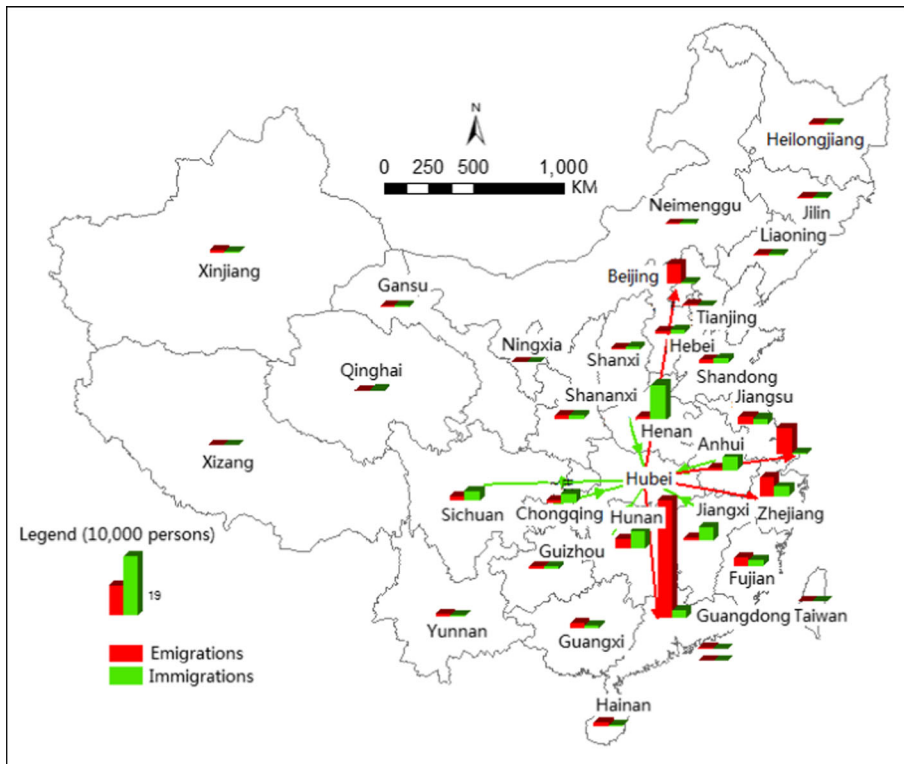 N
0 250 500 1,000
KM
Heilongjiang
Jilin
Neimenggu
Liaoning
Xinjiang
Gansu
Beijing
Tianjing
Ningxia
Shanxi
Hebei
Qinghai
Shandong
Shananxi
Jiangsu
Henan
Anhui
Xizang
Hubei
Sichuan
Chongqing
Hunan
Jiangxi
Zhejiang
Legend (10,000 persons)
19
Guizhou
Fujian
Yunnan
Guangxi
Guangdong
Taiwan
Emigrations
Immigrations
Hainan